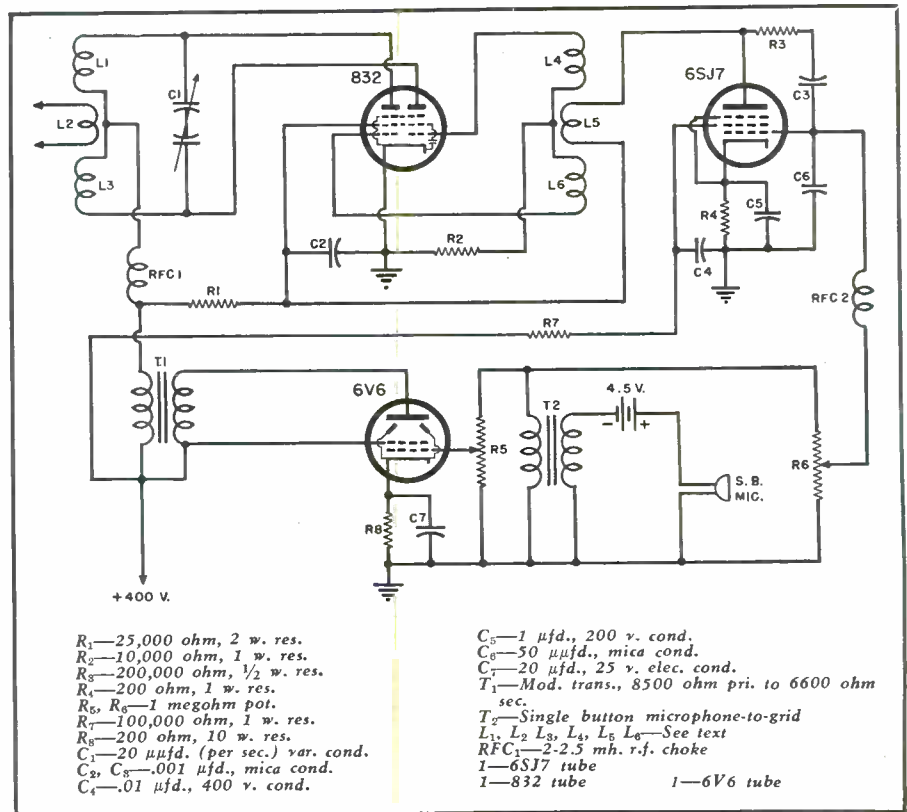 L1
C1
L2
L3
832
L4
L5
L6
6SJ7
R3
C3
C6
C5
R4
C4
C2
R2
RFC1
R1
RFC 2
R7
T1
6V6
R5
T2
4.5 V.
- +
S.B.
MIC.
R6
R8
C7
+400 V.
R₁—25,000 ohm, 2 w. res.
R₂—10,000 ohm, 1 w. res.
R₃—200,000 ohm, ½ w. res.
R₄—200 ohm, 1 w. res.
R₅, R₆—1 megohm pot.
R₇—100,000 ohm, 1 w. res.
R₈—200 ohm, 10 w. res.
C₁—20 μμfd. (per sec.) var. cond.
C₂, C₃—.001 μfd., mica cond.
C₄—.01 μfd., 400 v. cond.
C₅—1 μfd., 200 v. cond.
C₆—50 μμfd., mica cond.
C₇—20 μfd., 25 v. elec. cond.
T₁—Mod. trans., 8500 ohm pri. to 6600 ohm
sec.
T₂—Single button microphone-to-grid
L₁, L₂ L₃, L₄, L₅ L₆—See text
RFC₁—2-2.5 mh. r.f. choke
1—6SJ7 tube
1—832 tube 1—6V6 tube